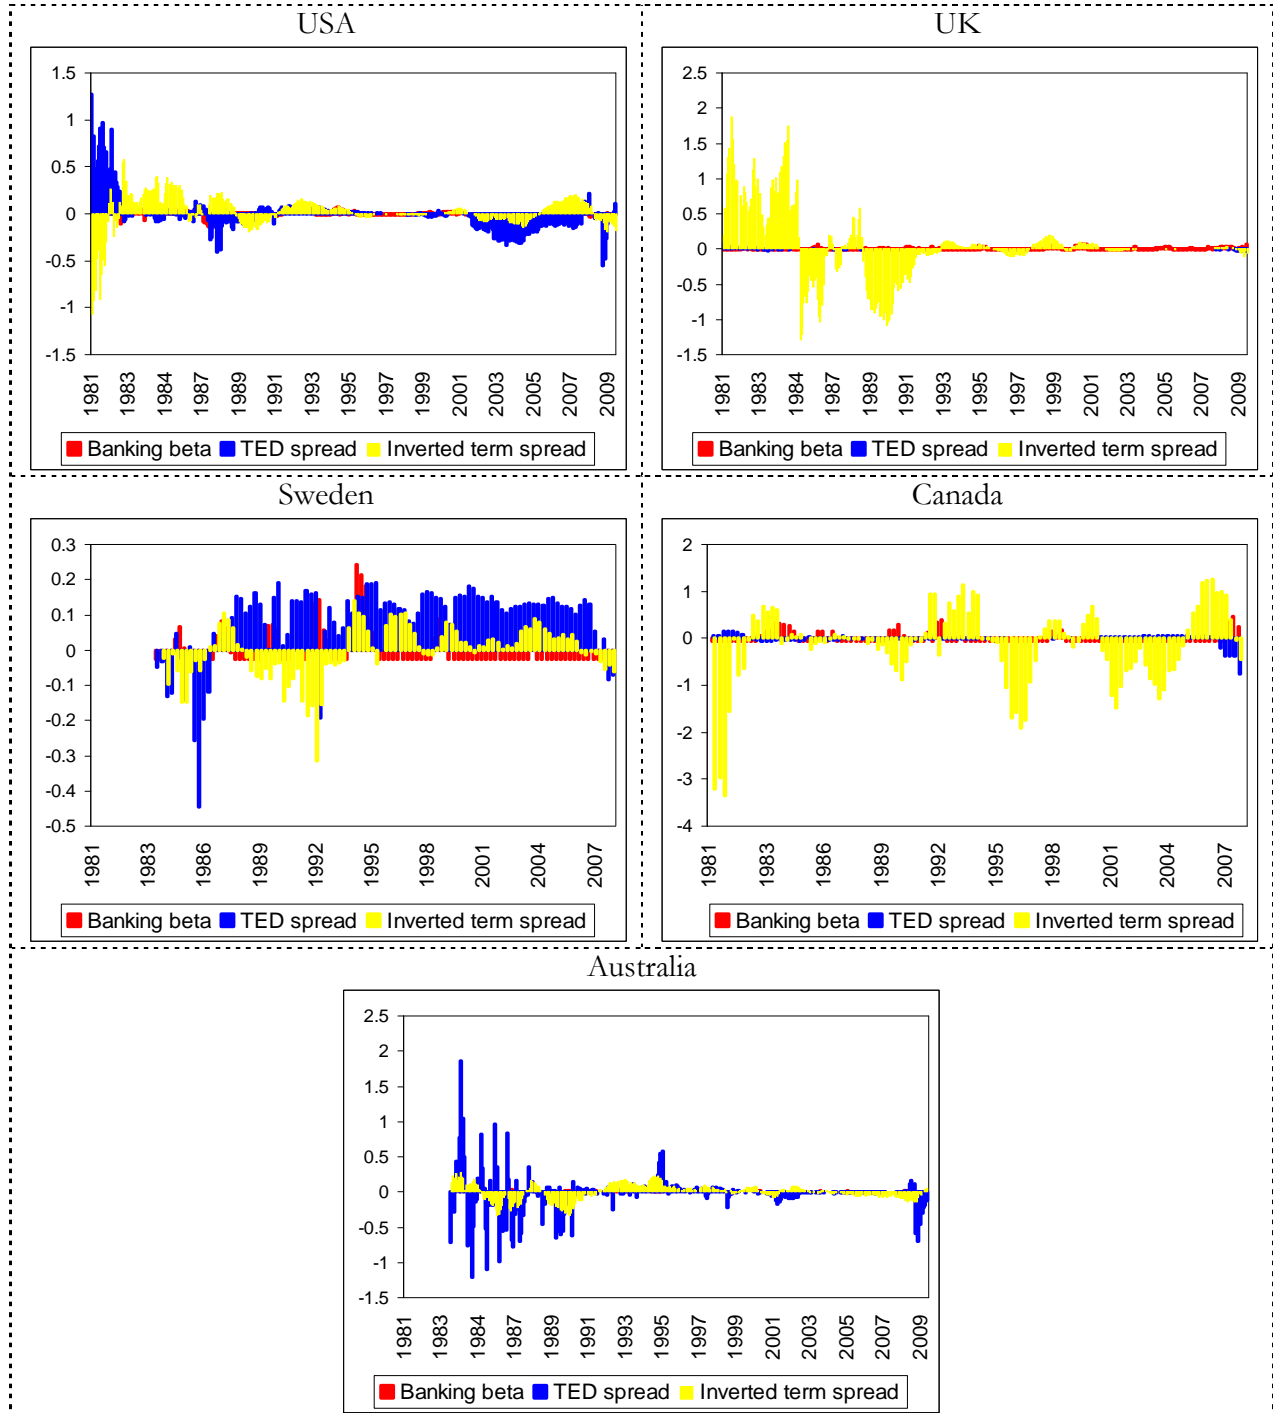 USA
1.5
1
0.5
0
-0.5
-1
-1.5
1981 1983 1984 1985 1987 1989 1991 1993 1995 1997 1999 2001 2003 2005 2007 2009
Banking beta TED spread Inverted term spread
UK
2.5
2
1.5
1
0.5
0
-0.5
-1
-1.5
1981 1983 1984 1987 1989 1991 1993 1995 1997 1999 2001 2003 2005 2007 2009
Banking beta TED spread Inverted term spread
Sweden
0.3
0.2
0.1
0
-0.1
-0.2
-0.3
-0.4
-0.5
1981 1983 1986 1989 1992 1995 1998 2001 2004 2007
Banking beta TED spread Inverted term spread
Canada
2
1
0
-1
-2
-3
-4
1981 1983 1986 1989 1992 1995 1998 2001 2004 2007
Banking beta TED spread Inverted term spread
Australia
2.5
2
1.5
1
0.5
0
-0.5
-1
-1.5
1981 1983 1984 1987 1989 1991 1993 1995 1997 1999 2001 2003 2005 2007 2009
Banking beta TED spread Inverted term spread